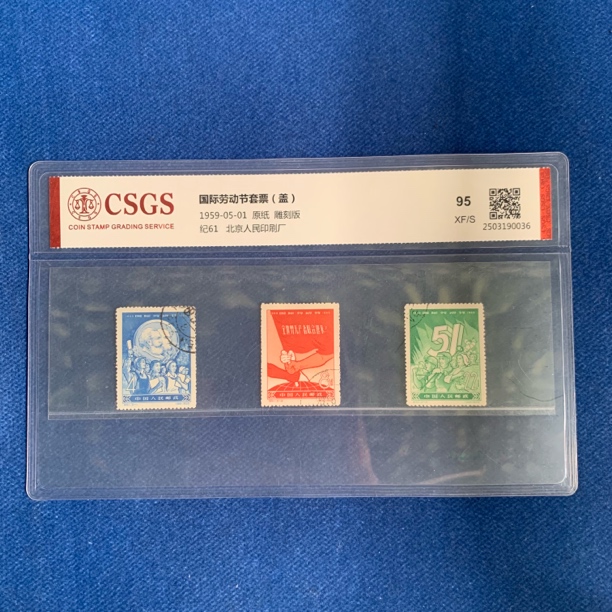 CSGS
COIN STAMP GRADING SERVICE
国际劳动节套票（盖）
1959-05-01 原纸 雕刻版
纪61 北京人民印刷厂
95
XF/S
2503190036
中国人民邮政
中国人民邮政
51
中国人民邮政